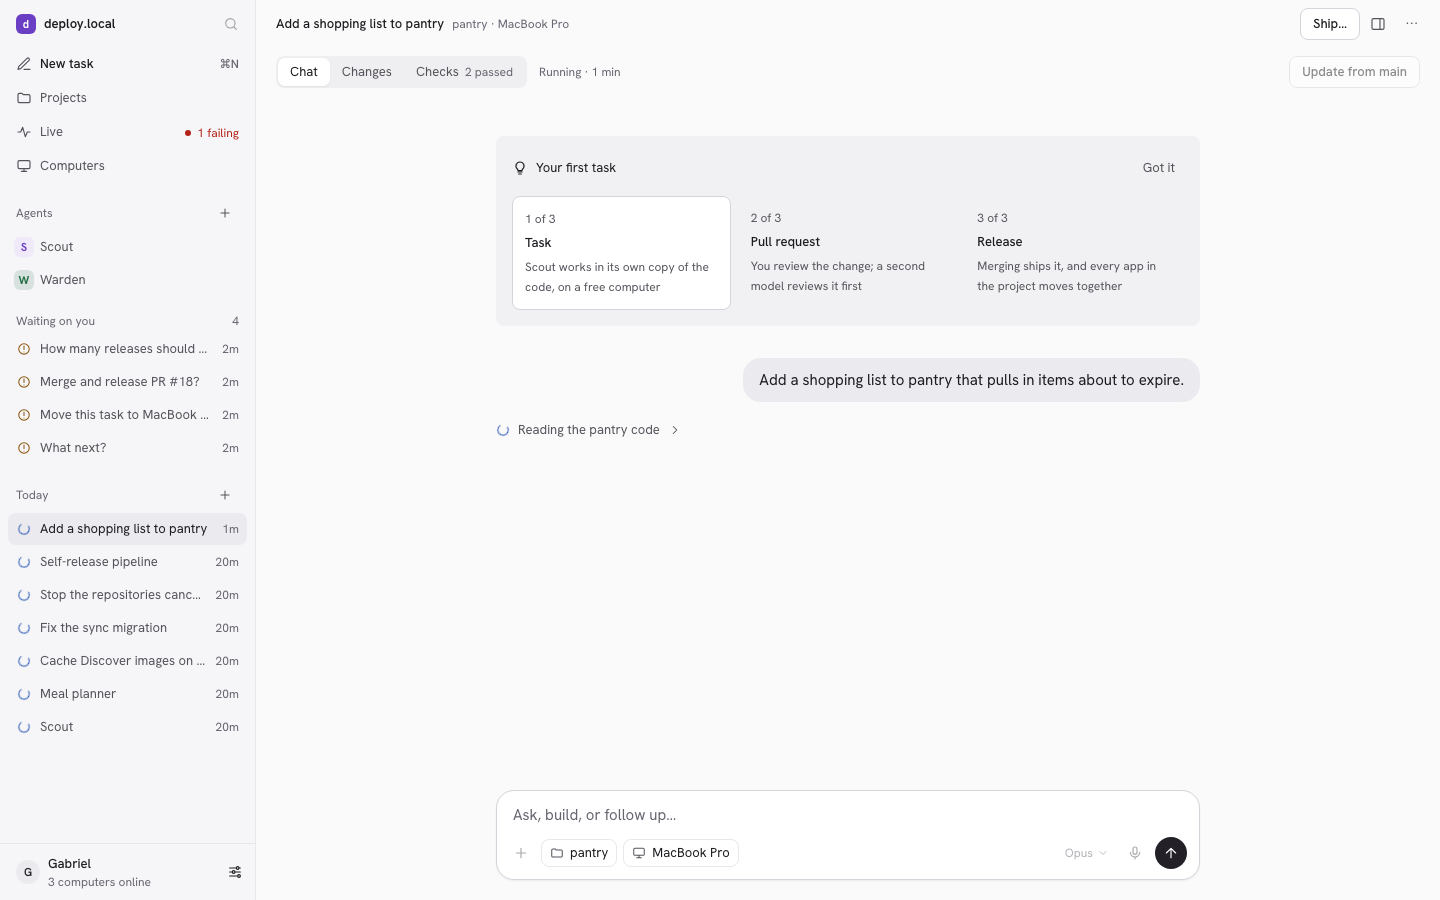 d deploy.local
New task ⌘N
Projects
Live 1 failing
Computers
Agents
S Scout
W Warden
Waiting on you 4
How many releases should ... 2m
Merge and release PR #18? 2m
Move this task to MacBook ... 2m
What next? 2m
Today
Add a shopping list to pantry 1m
Self-release pipeline 20m
Stop the repositories canc... 20m
Fix the sync migration 20m
Cache Discover images on ... 20m
Meal planner 20m
Scout 20m
G Gabriel
3 computers online
Add a shopping list to pantry pantry · MacBook Pro
Ship...
Chat Changes Checks 2 passed Running · 1 min
Update from main
Your first task Got it
1 of 3
Task
Scout works in its own copy of the
code, on a free computer
2 of 3
Pull request
You review the change; a second
model reviews it first
3 of 3
Release
Merging ships it, and every app in
the project moves together
Add a shopping list to pantry that pulls in items about to expire.
Reading the pantry code
Ask, build, or follow up...
pantry MacBook Pro Opus